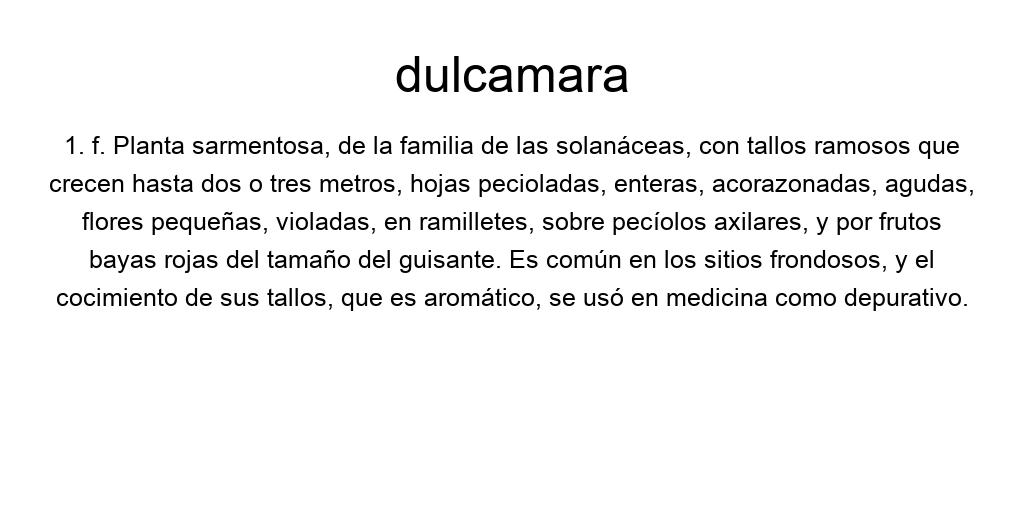 dulcamara
1. f. Planta sarmentosa, de la familia de las solanáceas, con tallos ramosos que
crecen hasta dos o tres metros, hojas pecioladas, enteras, acorazonadas, agudas,
flores pequeñas, violadas, en ramilletes, sobre pecíolos axilares, y por frutos
bayas rojas del tamaño del guisante. Es común en los sitios frondosos, y el
cocimiento de sus tallos, que es aromático, se usó en medicina como depurativo.